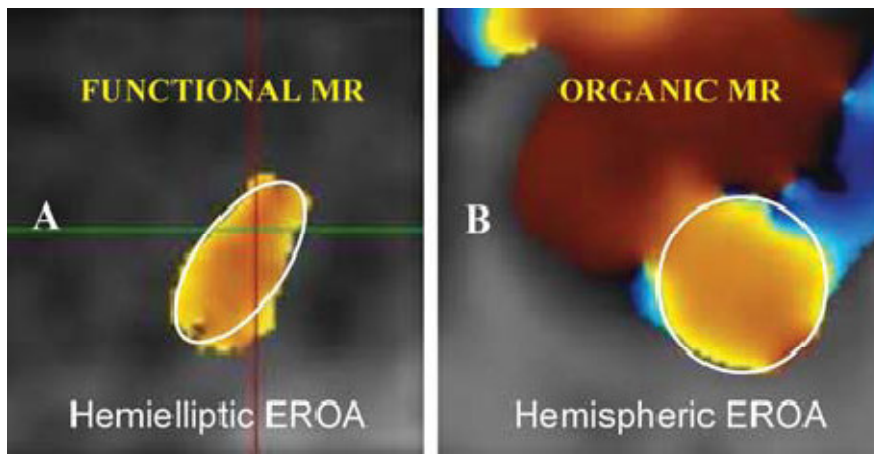 FUNCTIONAL MR
A
Hemielliptic EROA
ORGANIC MR
B
Hemispheric EROA